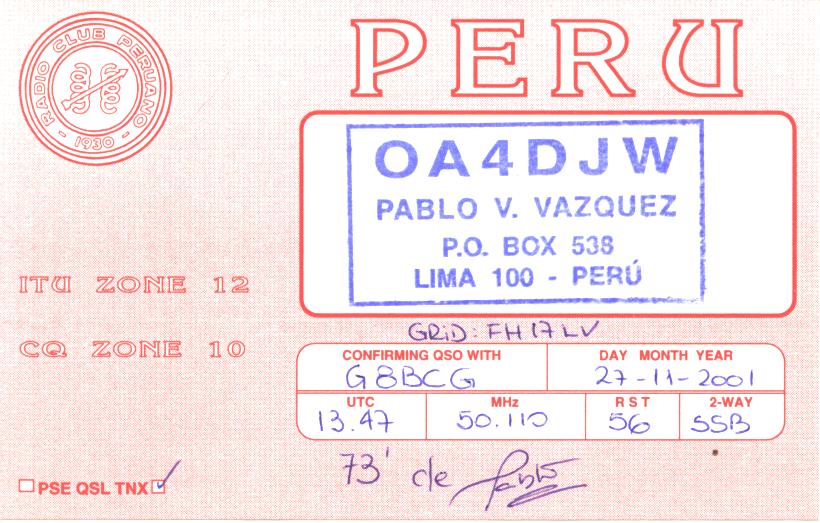 PERU
RADIO CLUB PERUANO
- 1930 -
OA4DJW
PABLO V. VAZQUEZ
P.O. BOX 538
LIMA 100 - PERÚ
ITU ZONE 12
CQ ZONE 10
GRiD: FH17LV
CONFIRMING QSO WITH DAY MONTH YEAR
G8BCG 27-11-2001
UTC MHz RST 2-WAY
13.47 50.110 56 SSB
73' de Pablo
PSE QSL TNX